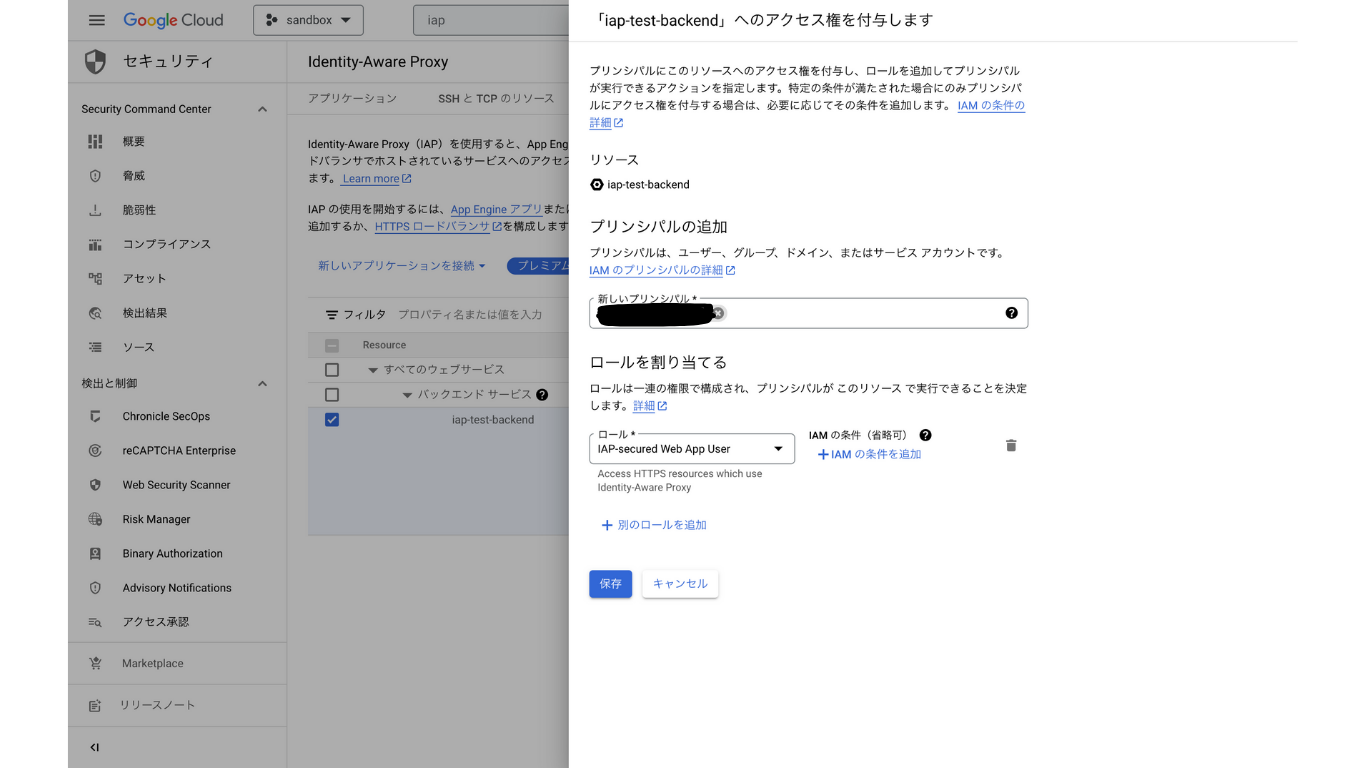 Google Cloud
sandbox
iap
セキュリティ
Security Command Center
概要
脅威
脆弱性
コンプライアンス
アセット
検出結果
ソース
検出と制御
Chronicle SecOps
reCAPTCHA Enterprise
Web Security Scanner
Risk Manager
Binary Authorization
Advisory Notifications
アクセス承認
Marketplace
リリースノート
Identity-Aware Proxy
アプリケーション SSH と TCP のリソース
Identity-Aware Proxy（IAP）を使用すると、App Eng
ドバランサでホストされているサービスへのアクセス
ます。 Learn more
IAP の使用を開始するには、App Engine アプリまた
追加するか、HTTPS ロードバランサ を構成します
新しいアプリケーションを接続 プレミアム
フィルタ プロパティ名または値を入力
Resource
すべてのウェブサービス
バックエンド サービス
iap-test-backend
「iap-test-backend」へのアクセス権を付与します
プリンシパルにこのリソースへのアクセス権を付与し、ロールを追加してプリンシパル
が実行できるアクションを指定します。特定の条件が満たされた場合にのみプリンシパ
ルにアクセス権を付与する場合は、必要に応じてその条件を追加します。 IAM の条件の
詳細
リソース
iap-test-backend
プリンシパルの追加
プリンシパルは、ユーザー、グループ、ドメイン、またはサービス アカウントです。
IAM のプリンシパルの詳細
新しいプリンシパル *
ロールを割り当てる
ロールは一連の権限で構成され、プリンシパルが このリソース で実行できることを決定
します。詳細
ロール *
IAP-secured Web App User
Access HTTPS resources which use
Identity-Aware Proxy
IAM の条件（省略可）
+ IAM の条件を追加
+ 別のロールを追加
保存 キャンセル